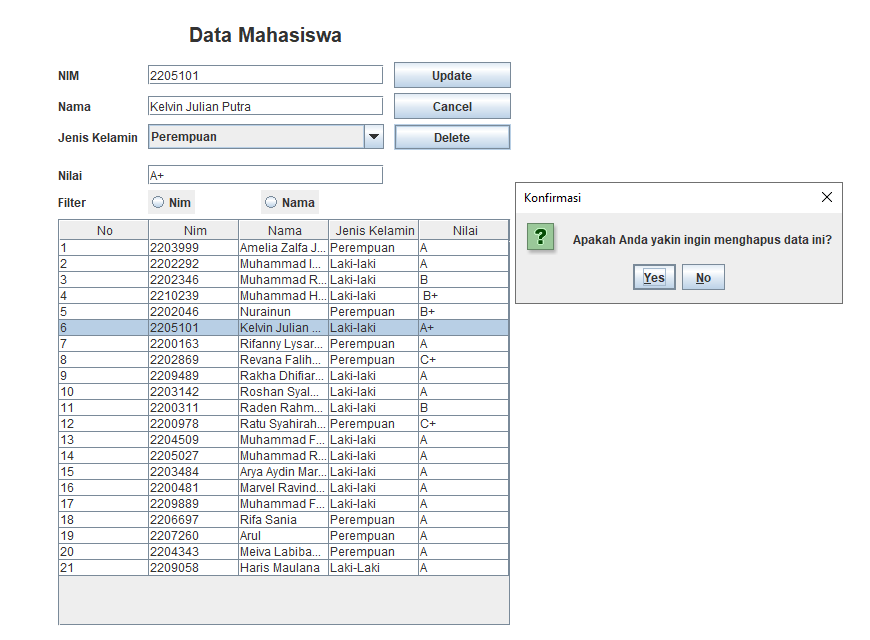 Data Mahasiswa
NIM 2205101 Update
Nama Kelvin Julian Putra Cancel
Jenis Kelamin Perempuan Delete
Nilai A+
Filter Nim Nama
Konfirmasi
Apakah Anda yakin ingin menghapus data ini?
Yes No
No Nim Nama Jenis Kelamin Nilai
1 2203999 Amelia Zalfa J... Perempuan A
2 2202292 Muhammad I... Laki-laki A
3 2202346 Muhammad R... Laki-laki B
4 2210239 Muhammad H... Laki-laki B+
5 2202046 Nurainun Perempuan B+
6 2205101 Kelvin Julian ... Laki-laki A+
7 2200163 Rifanny Lysar... Perempuan A
8 2202869 Revana Falih... Perempuan C+
9 2209489 Rakha Dhifiar... Laki-laki A
10 2203142 Roshan Syal... Laki-laki A
11 2200311 Raden Rahm... Laki-laki B
12 2200978 Ratu Syahirah... Perempuan C+
13 2204509 Muhammad F... Laki-laki A
14 2205027 Muhammad R... Laki-laki A
15 2203484 Arya Aydin Mar... Laki-laki A
16 2200481 Marvel Ravind... Laki-laki A
17 2209889 Muhammad F... Laki-laki A
18 2206697 Rifa Sania Perempuan A
19 2207260 Arul Perempuan A
20 2204343 Meiva Labiba... Perempuan A
21 2209058 Haris Maulana Laki-Laki A